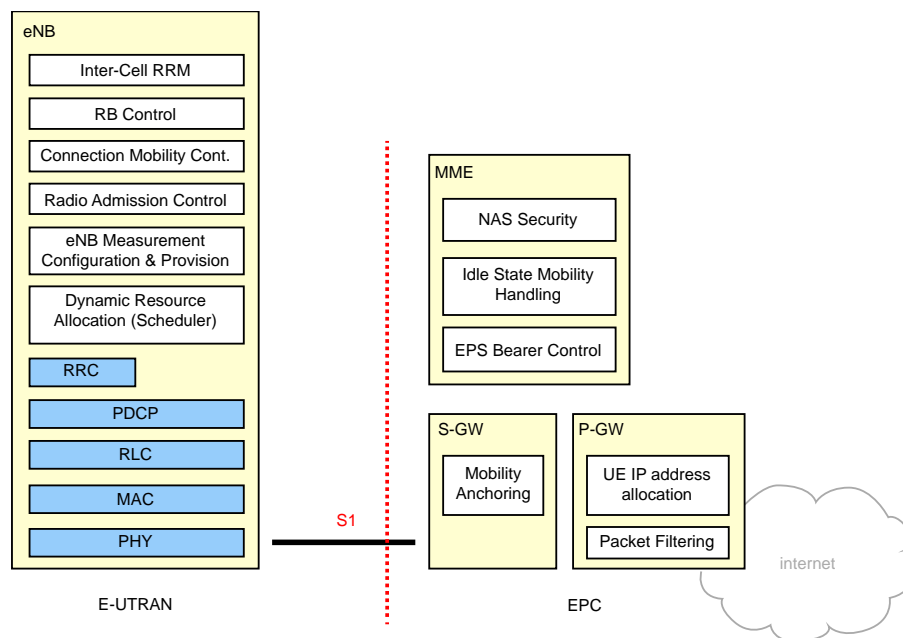 eNB
Inter-Cell RRM
RB Control
Connection Mobility Cont.
Radio Admission Control
eNB Measurement
Configuration & Provision
Dynamic Resource
Allocation (Scheduler)
RRC
PDCP
RLC
MAC
PHY
E-UTRAN
S1
MME
NAS Security
Idle State Mobility
Handling
EPS Bearer Control
S-GW
Mobility
Anchoring
P-GW
UE IP address
allocation
Packet Filtering
internet
EPC